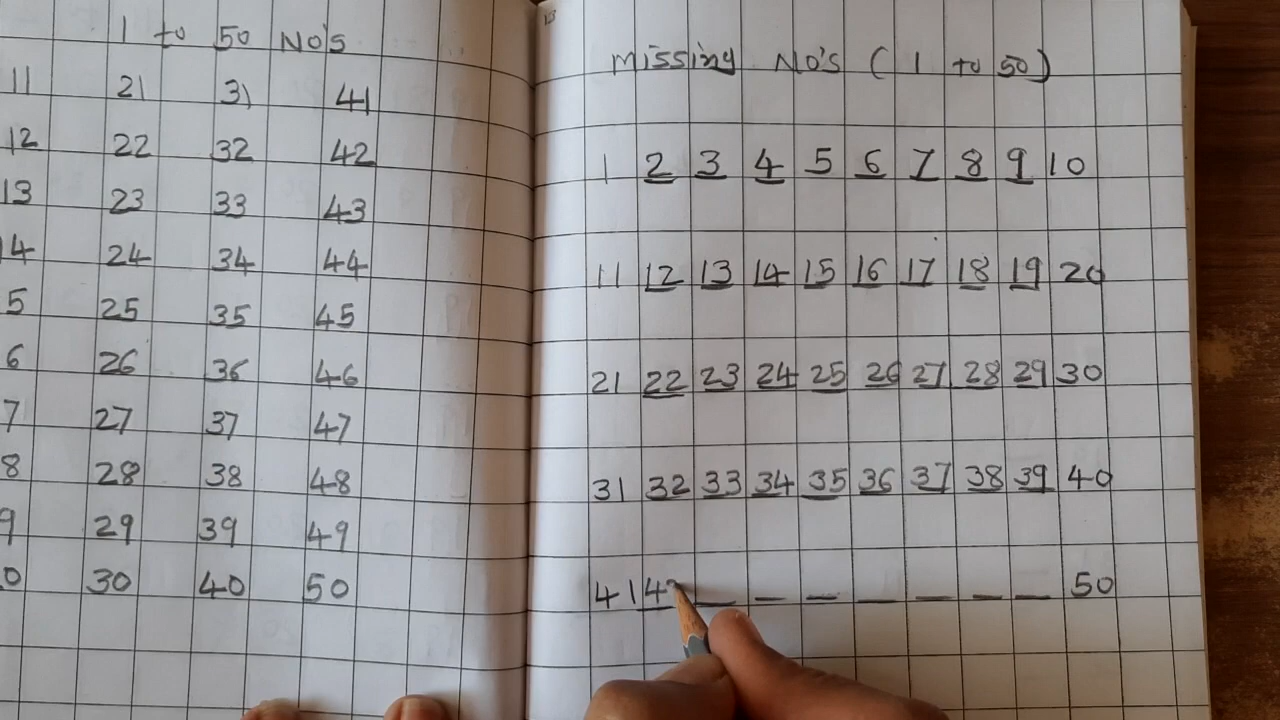 1 to 50 No's
11 21 31 41
12 22 32 42
13 23 33 43
14 24 34 44
5 25 35 45
6 26 36 46
7 27 37 47
8 28 38 48
9 29 39 49
0 30 40 50
Missing No's ( 1 to 50 )
1 2 3 4 5 6 7 8 9 10
11 12 13 14 15 16 17 18 19 20
21 22 23 24 25 26 27 28 29 30
31 32 33 34 35 36 37 38 39 40
41 42 _ _ _ _ _ _ _ 50